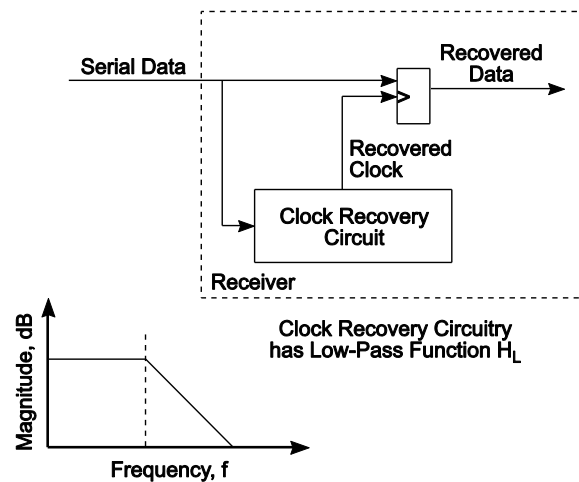 Serial Data
Recovered
Data
>
Recovered
Clock
Clock Recovery
Circuit
Receiver
Clock Recovery Circuitry
has Low-Pass Function HL
Magnitude, dB
Frequency, f